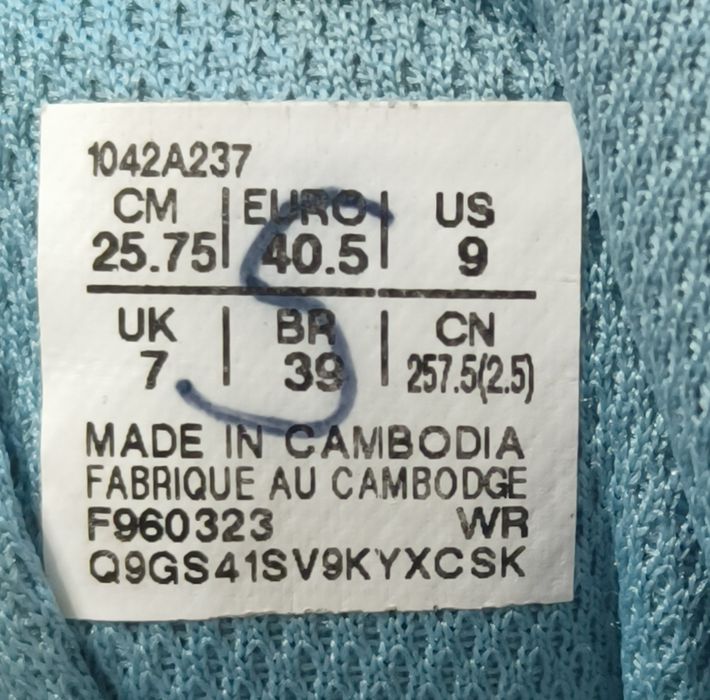 1042A237
CM | EURO | US
25.75 | 40.5 | 9
UK | BR | CN
7 | 39 | 257.5(2.5)
S
MADE IN CAMBODIA
FABRIQUE AU CAMBODGE
F960323 WR
Q9GS41SV9KYXCSK